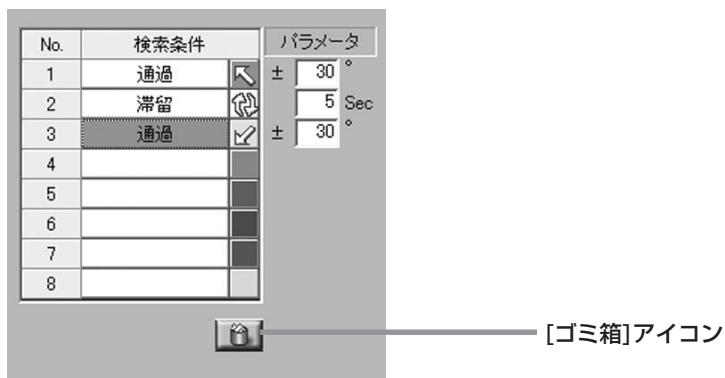 No. 検索条件 パラメータ
1 通過 ± 30 °
2 滞留 5 Sec
3 通過 ± 30 °
4
5
6
7
8
[ゴミ箱]アイコン